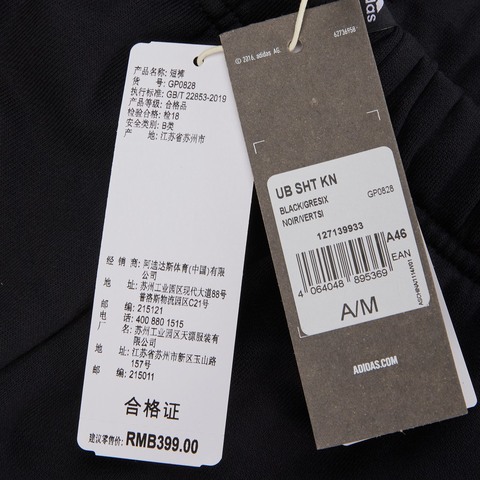 产品名称: 短裤
货 号: GP0828
执行标准: GB/T 22853-2019
产品等级: 合格品
检验合格: 检18
安全类别: B类
产 地: 江苏省苏州市
经 销 商: 阿迪达斯体育(中国)有限
公司
地 址: 苏州工业园区现代大道88号
普洛斯物流园区C21号
邮 编: 215121
电 话: 400 880 1515
厂 名: 苏州工业园区天源服装有
限公司
地 址: 江苏省苏州市新区玉山路
157号
邮 编: 215011
合格证
建议零售价: RMB399.00
adidas
62736958
© 2016, adidas AG
UB SHT KN
BLACK/GRESIX
GP0828
NOIR/VERTSI
127139933
A46
EAN
4 064048 895369
A/M
ADIDAS.COM